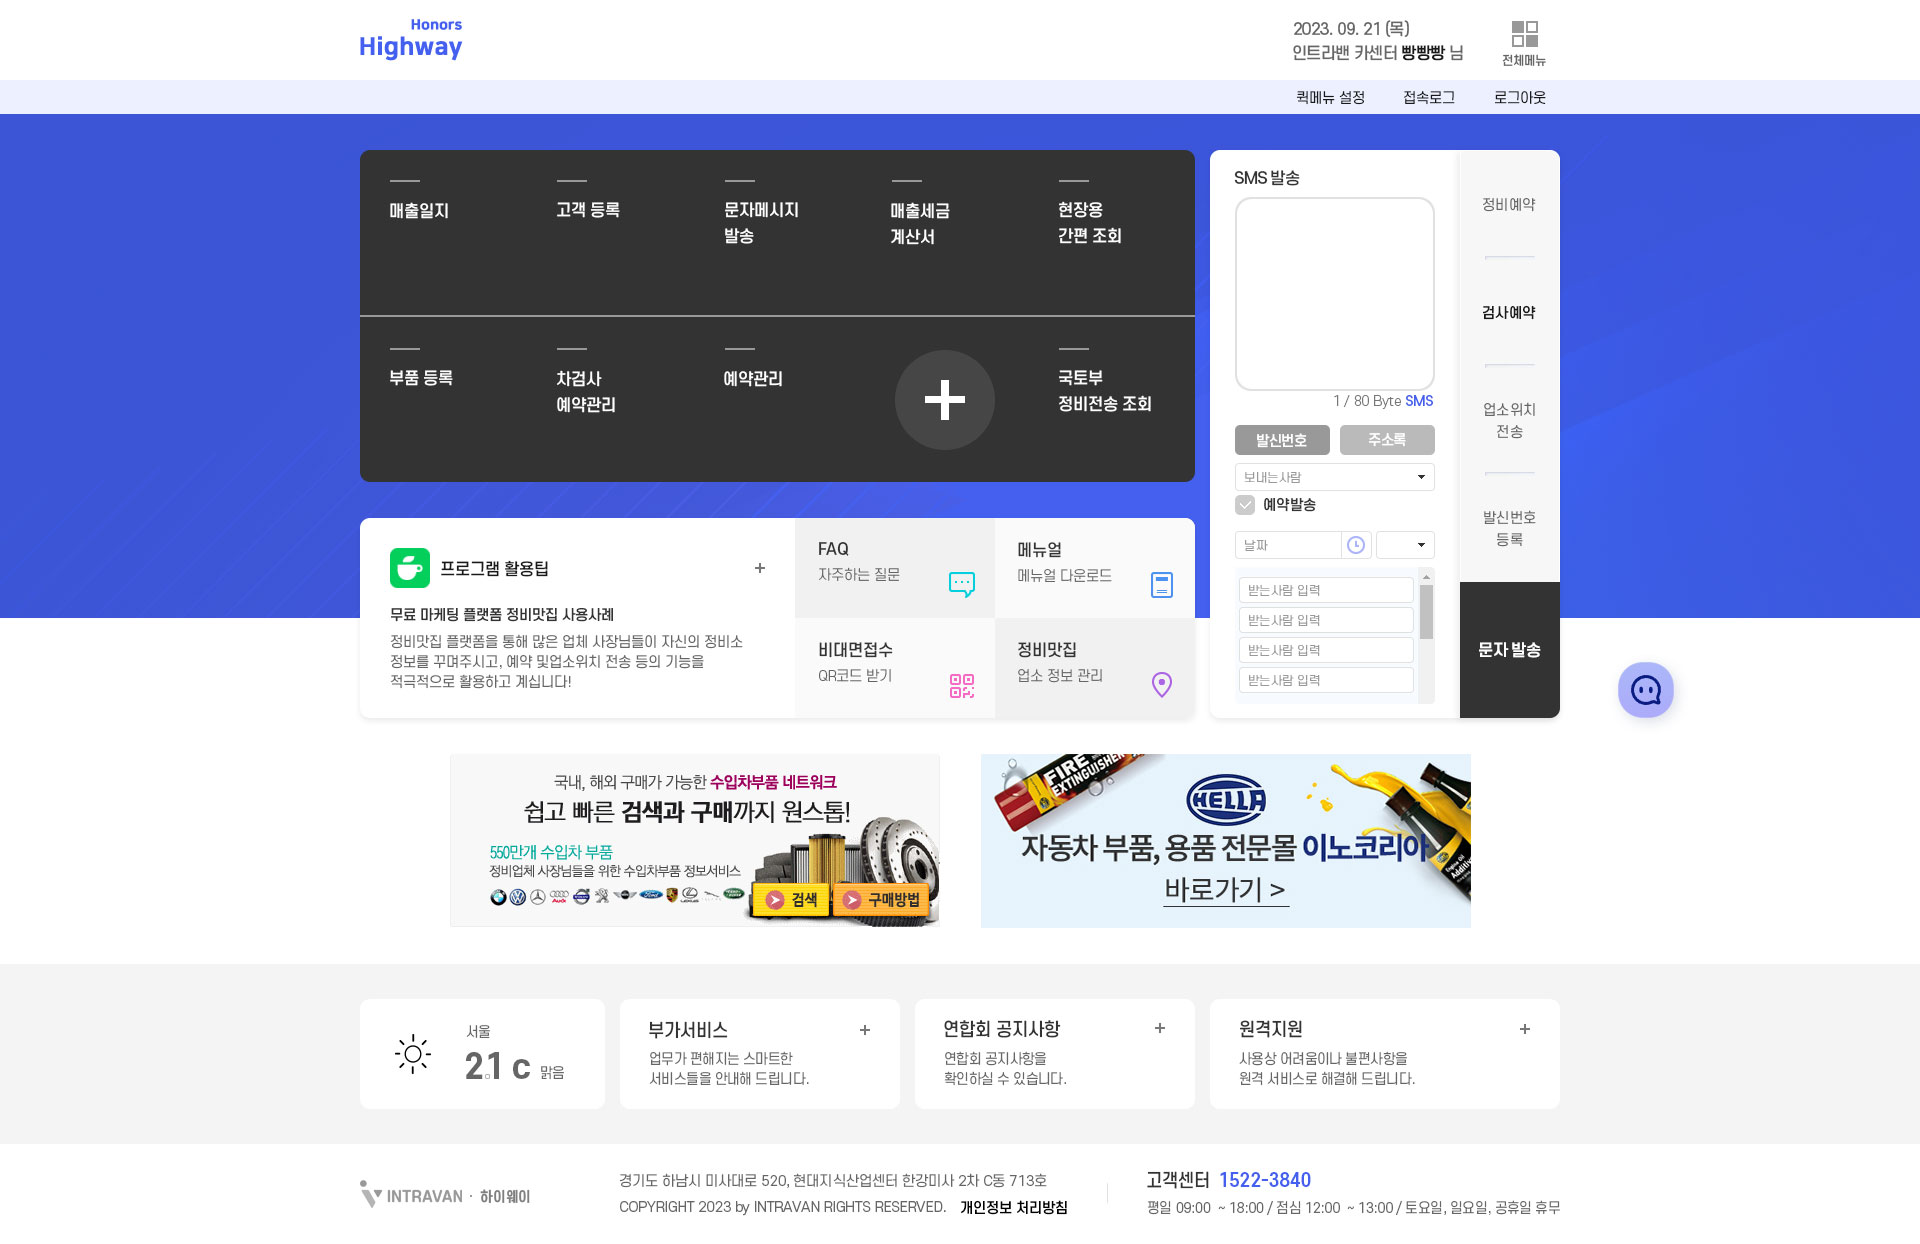 Honors
Highway
2023. 09. 21 (목)
인트라밴 카센터 빵빵빵 님
전체메뉴
퀵메뉴 설정
접속로그
로그아웃
매출일지
고객 등록
문자메시지
발송
매출세금
계산서
현장용
간편 조회
부품 등록
차검사
예약관리
예약관리
국토부
정비전송 조회
SMS 발송
1 / 80 Byte SMS
발신번호
주소록
보내는사람
예약발송
날짜
받는사람 입력
받는사람 입력
받는사람 입력
받는사람 입력
정비예약
검사예약
업소위치
전송
발신번호
등록
문자 발송
프로그램 활용팁
무료 마케팅 플랫폼 정비맛집 사용사례
정비맛집 플랫폼을 통해 많은 업체 사장님들이 자신의 정비소
정보를 꾸며주시고, 예약 및업소위치 전송 등의 기능을
적극적으로 활용하고 계십니다!
FAQ
자주하는 질문
메뉴얼
메뉴얼 다운로드
비대면접수
QR코드 받기
정비맛집
업소 정보 관리
국내, 해외 구매가 가능한 수입차부품 네트워크
쉽고 빠른 검색과 구매까지 원스톱!
550만개 수입차 부품
정비업체 사장님들을 위한 수입차부품 정보서비스
검색
구매방법
FIRE
EXTINGUISHER
HELLA
자동차 부품, 용품 전문몰 이노코리아
바로가기 >
Engine Oil
Additive
서울
21 c 맑음
부가서비스
업무가 편해지는 스마트한
서비스들을 안내해 드립니다.
연합회 공지사항
연합회 공지사항을
확인하실 수 있습니다.
원격지원
사용상 어려움이나 불편사항을
원격 서비스로 해결해 드립니다.
INTRAVAN · 하이웨이
경기도 하남시 미사대로 520, 현대지식산업센터 한강미사 2차 C동 713호
COPYRIGHT 2023 by INTRAVAN RIGHTS RESERVED. 개인정보 처리방침
고객센터 1522-3840
평일 09:00 ~ 18:00 / 점심 12:00 ~ 13:00 / 토요일, 일요일, 공휴일 휴무